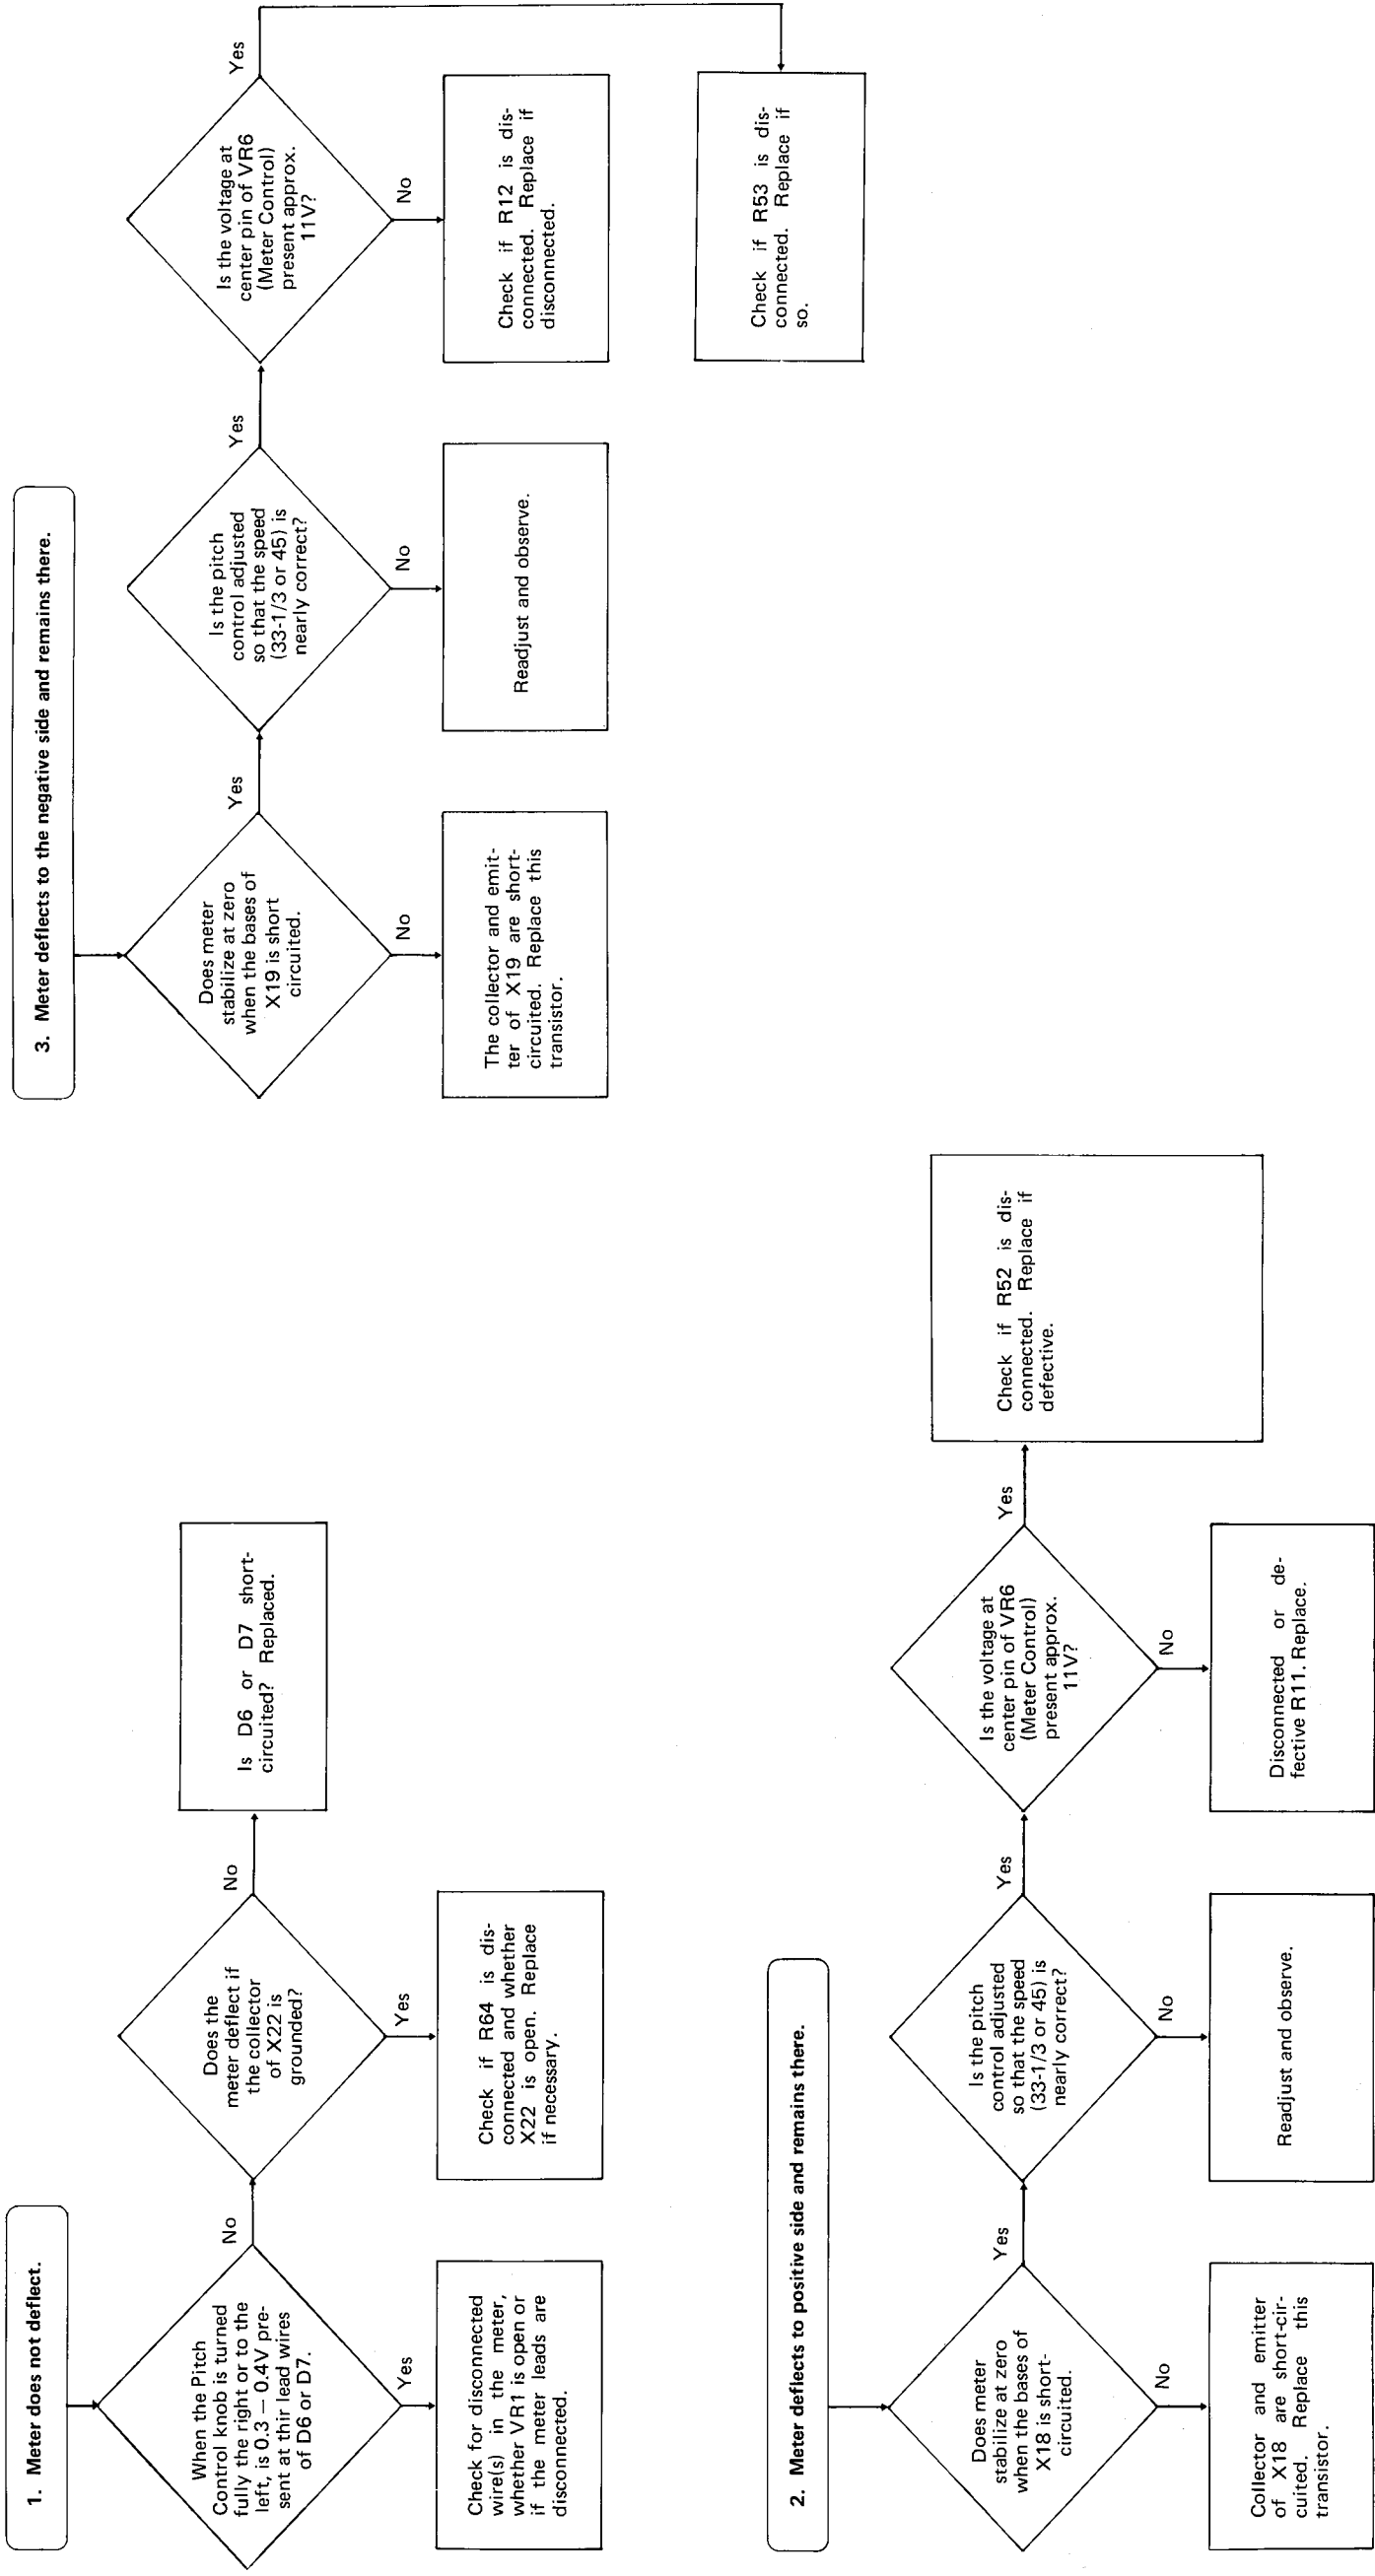 1. Meter does not deflect.
When the Pitch
Control knob is turned
fully the right or to the
left, is 0.3 – 0.4V pre-
sent at thir lead wires
of D6 or D7.
No
Yes
Check for disconnected
wire(s) in the meter,
whether VR1 is open or
if the meter leads are
disconnected.
Does the
meter deflect if
the collector
of X22 is
grounded?
No
Yes
Check if R64 is dis-
connected and whether
X22 is open. Replace
if necessary.
Is D6 or D7 short-
circuited? Replaced.
2. Meter deflects to positive side and remains there.
Does meter
stabilize at zero
when the bases of
X18 is short-
circuited.
Yes
No
Collector and emitter
of X18 are short-cir-
cuited. Replace this
transistor.
Is the pitch
control adjusted
so that the speed
(33-1/3 or 45) is
nearly correct?
Yes
No
Readjust and observe.
Is the voltage at
center pin of VR6
(Meter Control)
present approx.
11V?
Yes
No
Disconnected or de-
fective R11. Replace.
Check if R52 is dis-
connected. Replace if
defective.
3. Meter deflects to the negative side and remains there.
Does meter
stabilize at zero
when the bases of
X19 is short
circuited.
Yes
No
The collector and emit-
ter of X19 are short-
circuited. Replace this
transistor.
Is the pitch
control adjusted
so that the speed
(33-1/3 or 45) is
nearly correct?
Yes
No
Readjust and observe.
Is the voltage at
center pin of VR6
(Meter Control)
present approx.
11V?
Yes
No
Check if R12 is dis-
connected. Replace if
disconnected.
Check if R53 is dis-
connected. Replace if
so.